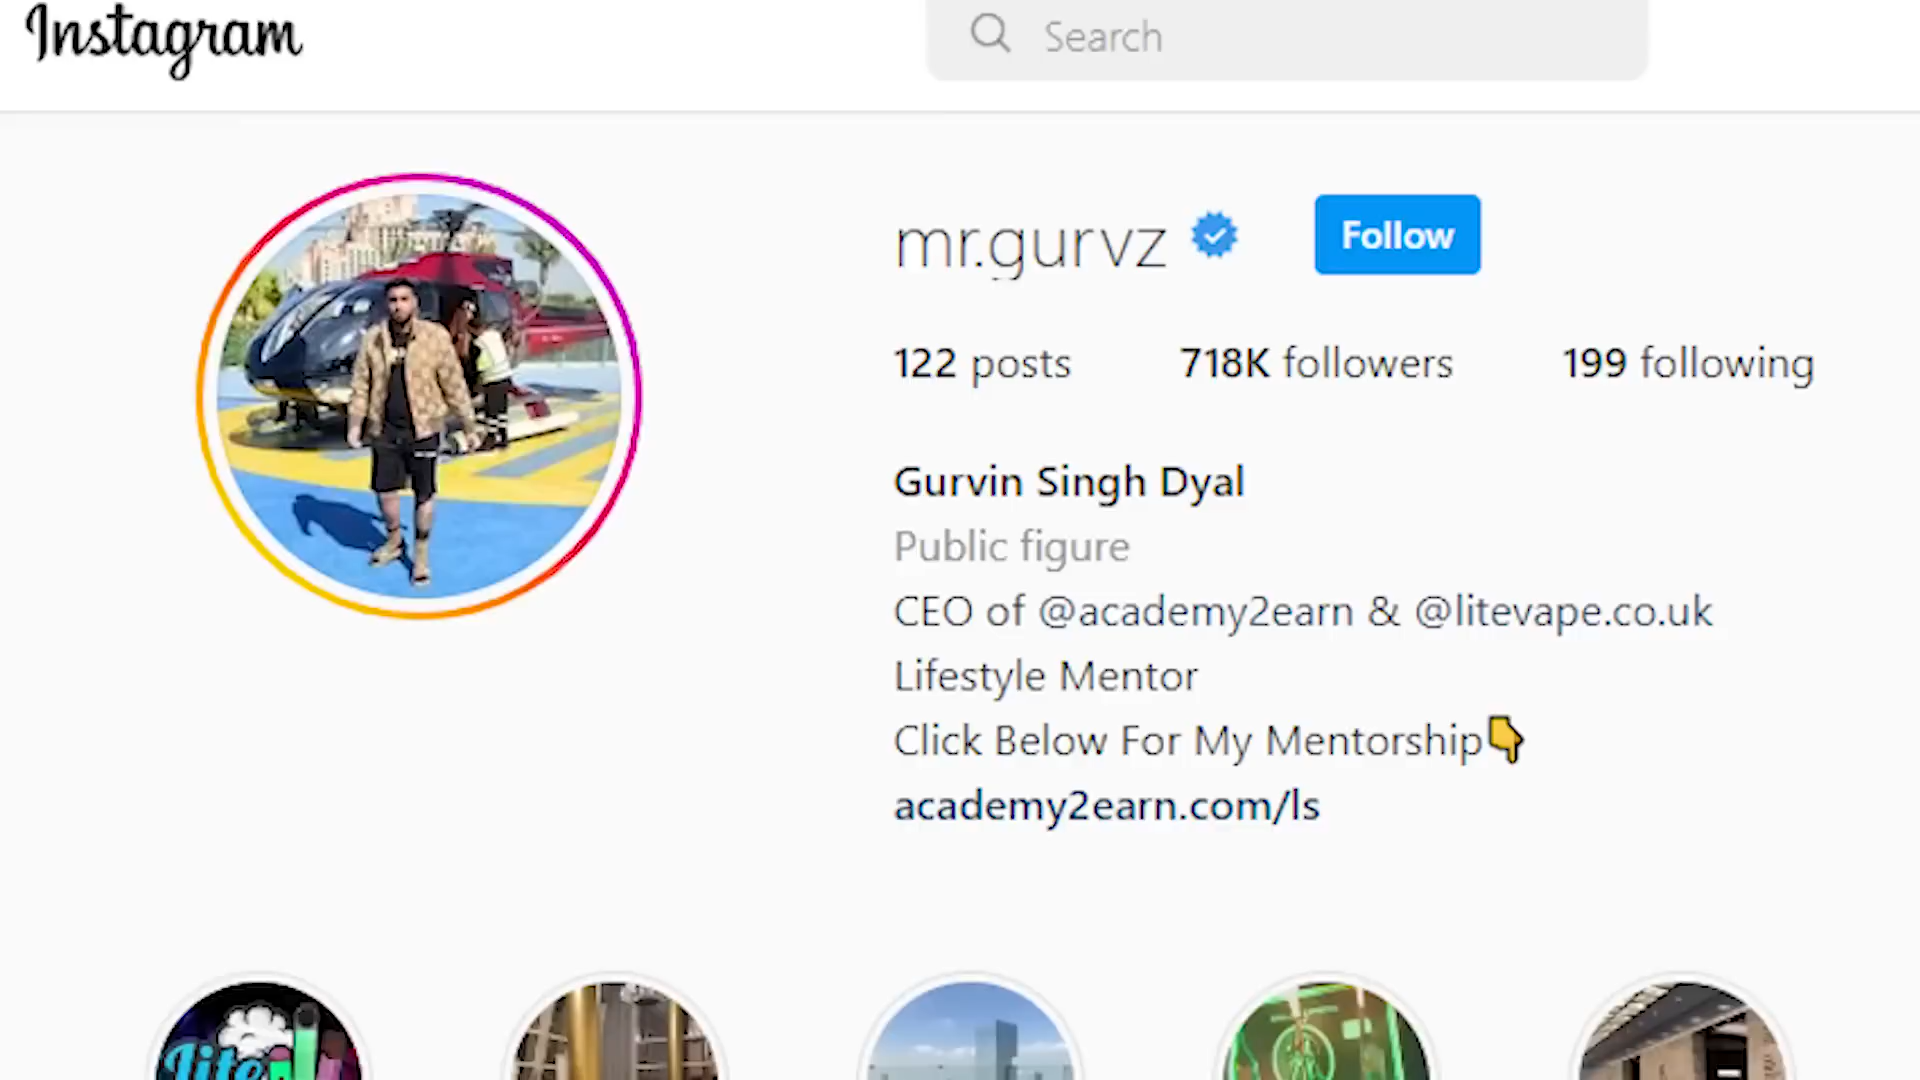 Instagram
Search
mr.gurvz
Follow
122 posts 718K followers 199 following
Gurvin Singh Dyal
Public figure
CEO of @academy2earn & @litevape.co.uk
Lifestyle Mentor
Click Below For My Mentorship👇
academy2earn.com/ls
Lite